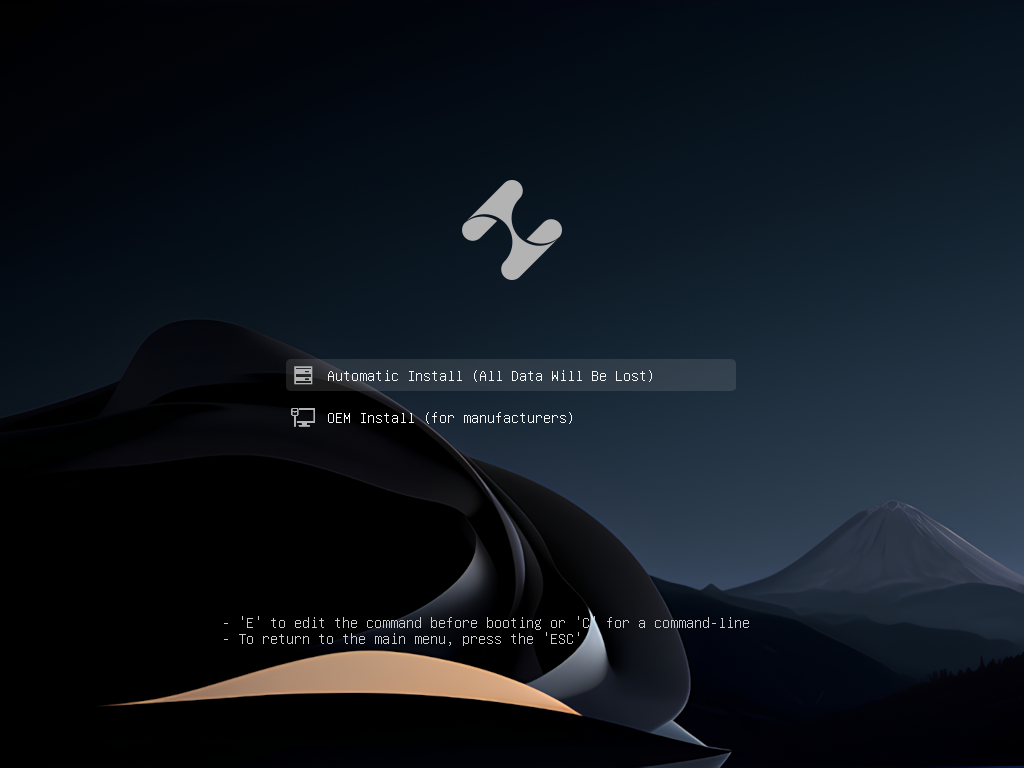 Automatic Install (All Data Will Be Lost)
OEM Install (for manufacturers)
- 'E' to edit the command before booting or 'C' for a command-line
- To return to the main menu, press the 'ESC'